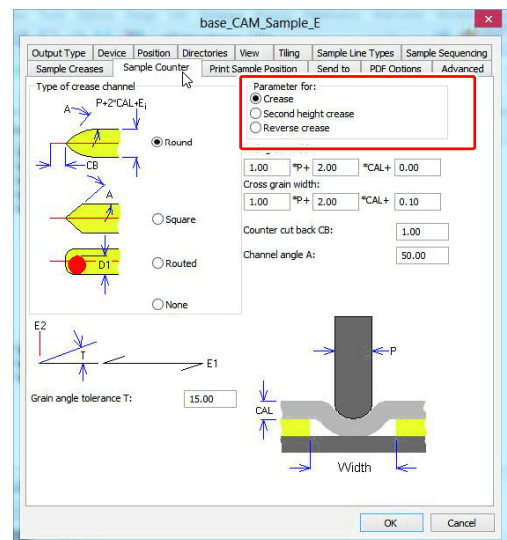 base_CAM_Sample_E
Output Type Device Position Directories View Tiling Sample Line Types Sample Sequencing
Sample Creases Sample Counter Print Sample Position Send to PDF Options Advanced
Type of crease channel
P+2*CAL+E¡
A
CB
Round
A
Square
D1
Routed
None
Parameter for:
Crease
Second height crease
Reverse crease
1.00 *P+ 2.00 *CAL+ 0.00
Cross grain width:
1.00 *P+ 2.00 *CAL+ 0.10
Counter cut back CB: 1.00
Channel angle A: 50.00
E2
T
E1
Grain angle tolerance T: 15.00
P
CAL
Width
OK Cancel